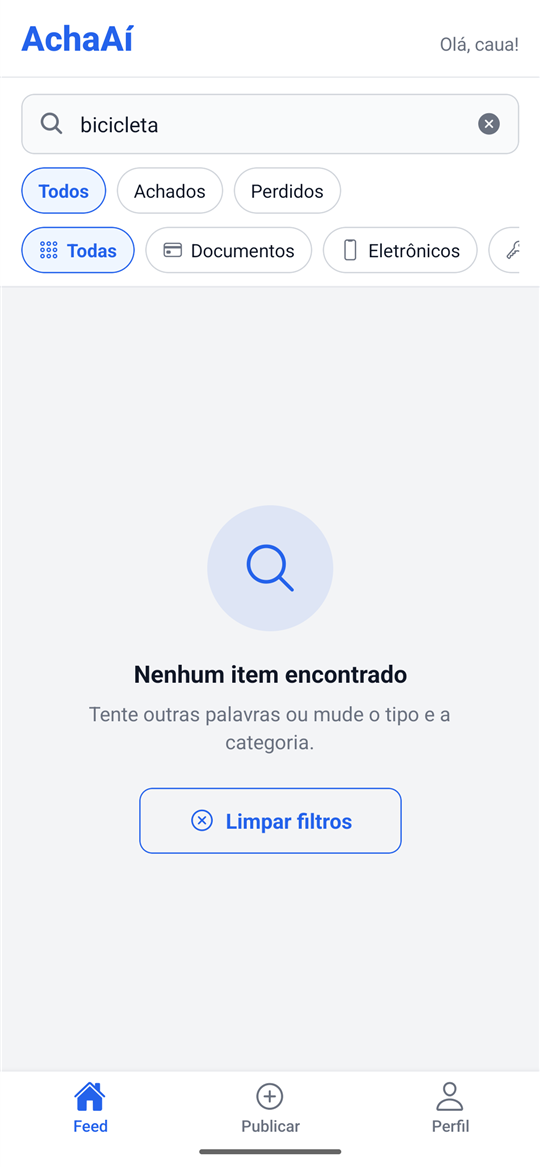 AchaAí
Olá, caua!
bicicleta
Todos
Achados
Perdidos
Todas
Documentos
Eletrônicos
Nenhum item encontrado
Tente outras palavras ou mude o tipo e a
categoria.
Limpar filtros
Feed
Publicar
Perfil